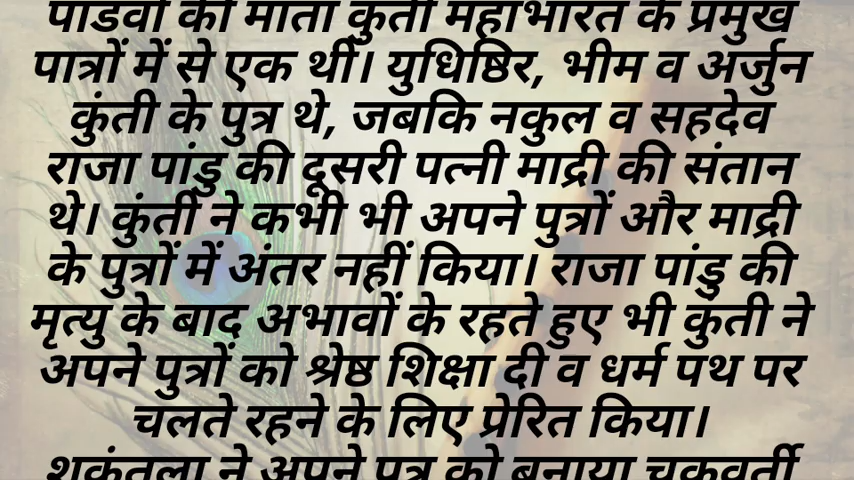 पांडवों की माता कुंती महाभारत के प्रमुख
पात्रों में से एक थीं। युधिष्ठिर, भीम व अर्जुन
कुंती के पुत्र थे, जबकि नकुल व सहदेव
राजा पांडु की दूसरी पत्नी माद्री की संतान
थे। कुंती ने कभी भी अपने पुत्रों और माद्री
के पुत्रों में अंतर नहीं किया। राजा पांडु की
मृत्यु के बाद अभावों के रहते हुए भी कुंती ने
अपने पुत्रों को श्रेष्ठ शिक्षा दी व धर्म पथ पर
चलते रहने के लिए प्रेरित किया।
शकुंतला ने अपने पुत्र को बनाया चक्रवर्ती